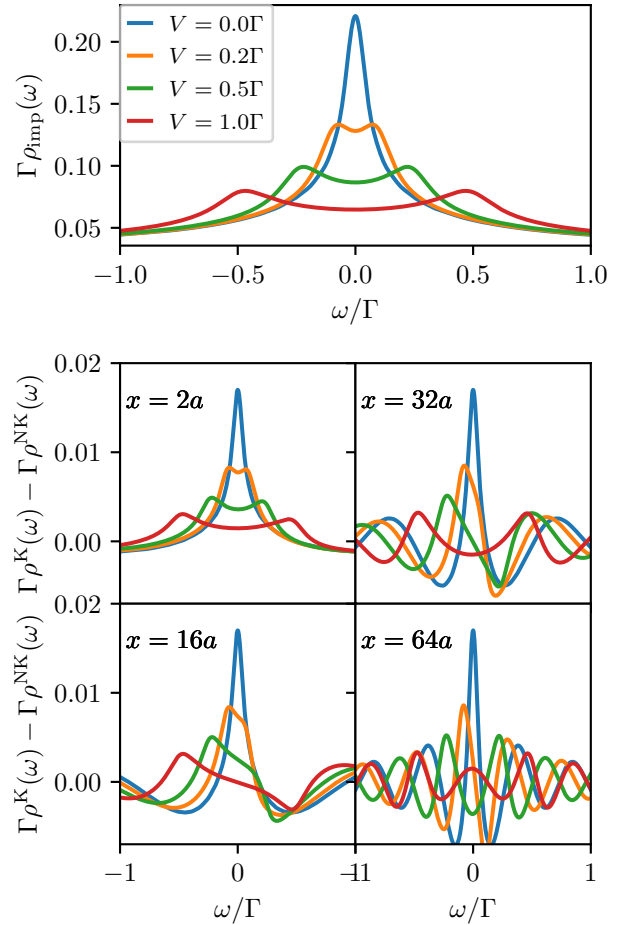 0.20
0.15
0.10
0.05
Γρ_imp(ω)
V = 0.0Γ
V = 0.2Γ
V = 0.5Γ
V = 1.0Γ
−1.0 −0.5 0.0 0.5 1.0
ω/Γ
0.02
0.01
0.00
Γρ^K(ω) − Γρ^NK(ω)
x = 2a
x = 32a
0.02
0.01
0.00
Γρ^K(ω) − Γρ^NK(ω)
x = 16a
x = 64a
−1 0 −11 0 1
ω/Γ ω/Γ